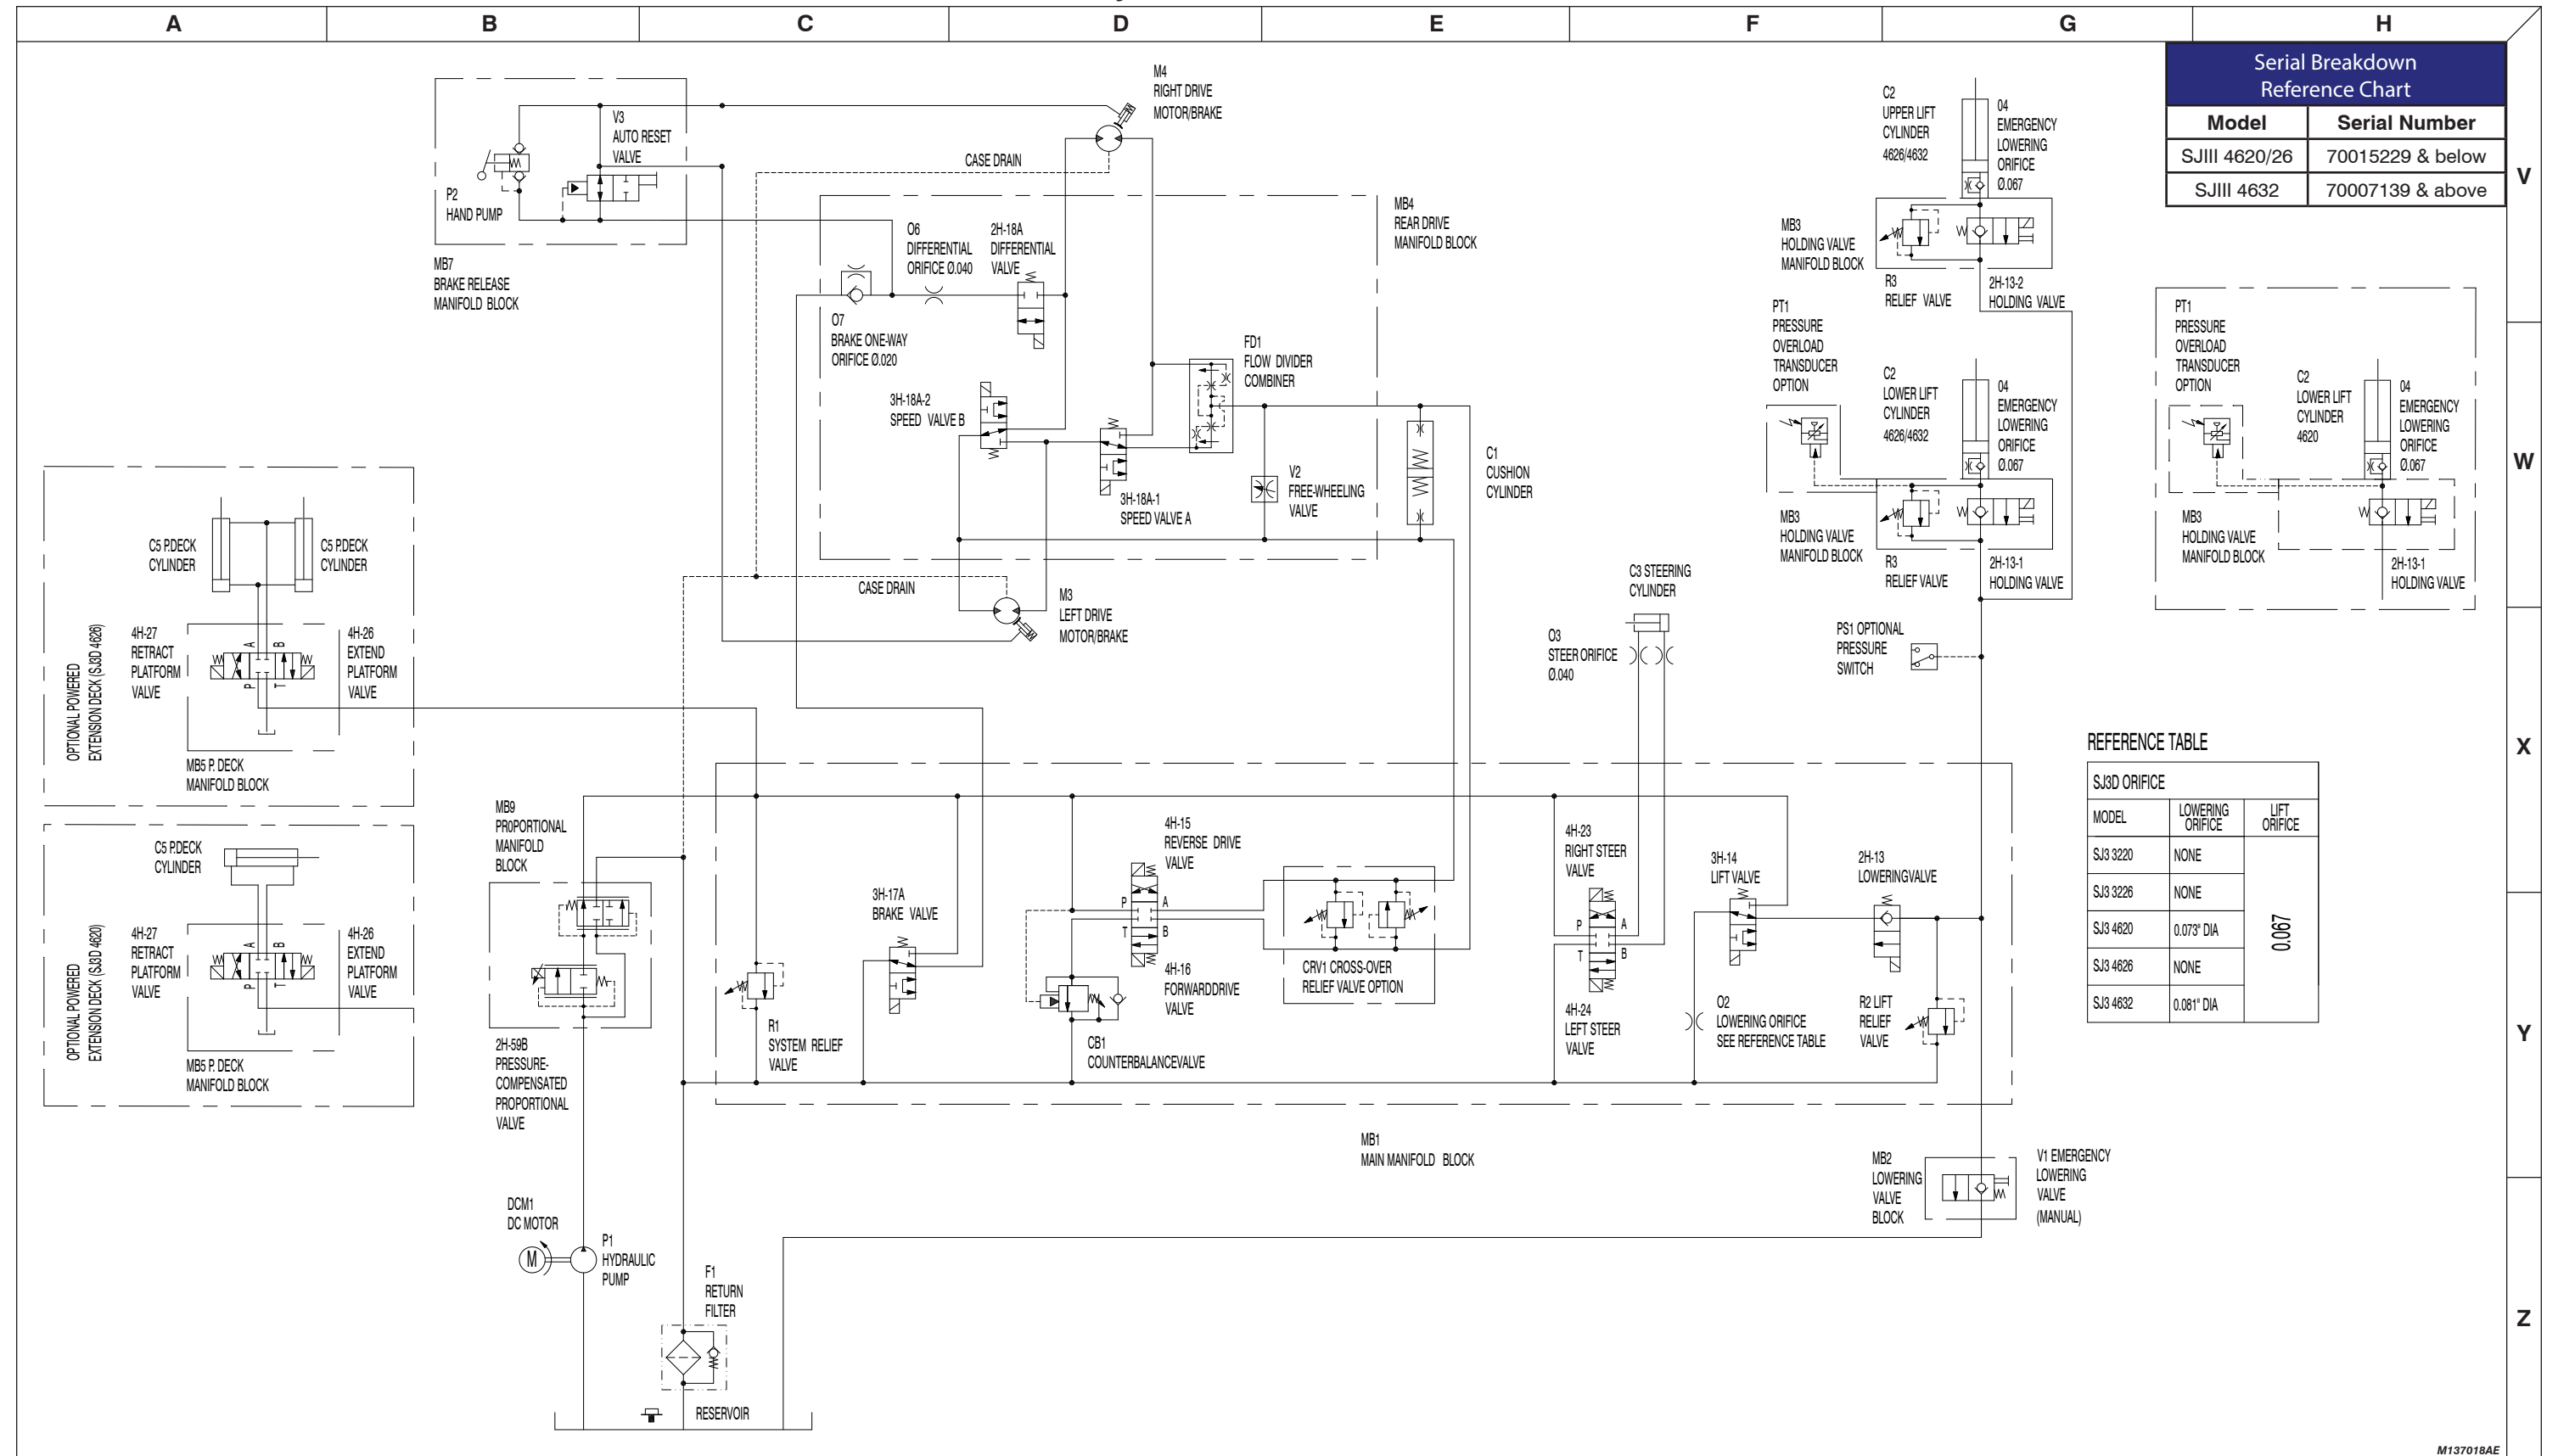 A B C D E F G H
Serial Breakdown
Reference Chart
Model Serial Number
SJIII 4620/26 70015229 & below
SJIII 4632 70007139 & above
V
W
X
Y
Z
M4
RIGHT DRIVE
MOTOR/BRAKE
V3
AUTO RESET
VALVE
P2
HAND PUMP
MB7
BRAKE RELEASE
MANIFOLD BLOCK
CASE DRAIN
MB4
REAR DRIVE
MANIFOLD BLOCK
O6
DIFFERENTIAL
ORIFICE Ø.040
2H-18A
DIFFERENTIAL
VALVE
O7
BRAKE ONE-WAY
ORIFICE Ø.020
FD1
FLOW DIVIDER
COMBINER
3H-18A-2
SPEED VALVE B
3H-18A-1
SPEED VALVE A
V2
FREE-WHEELING
VALVE
C1
CUSHION
CYLINDER
CASE DRAIN
M3
LEFT DRIVE
MOTOR/BRAKE
C2
UPPER LIFT
CYLINDER
4626/4632
04
EMERGENCY
LOWERING
ORIFICE
Ø.067
MB3
HOLDING VALVE
MANIFOLD BLOCK
R3
RELIEF VALVE
2H-13-2
HOLDING VALVE
PT1
PRESSURE
OVERLOAD
TRANSDUCER
OPTION
C2
LOWER LIFT
CYLINDER
4626/4632
04
EMERGENCY
LOWERING
ORIFICE
Ø.067
MB3
HOLDING VALVE
MANIFOLD BLOCK
R3
RELIEF VALVE
2H-13-1
HOLDING VALVE
PT1
PRESSURE
OVERLOAD
TRANSDUCER
OPTION
C2
LOWER LIFT
CYLINDER
4620
04
EMERGENCY
LOWERING
ORIFICE
Ø.067
MB3
HOLDING VALVE
MANIFOLD BLOCK
2H-13-1
HOLDING VALVE
C5 P.DECK
CYLINDER
C5 P.DECK
CYLINDER
OPTIONAL POWERED
EXTENSION DECK (SJ3D 4626)
4H-27
RETRACT
PLATFORM
VALVE
A B
P T
4H-26
EXTEND
PLATFORM
VALVE
MB5 P. DECK
MANIFOLD BLOCK
C5 P.DECK
CYLINDER
OPTIONAL POWERED
EXTENSION DECK (SJ3D 4620)
4H-27
RETRACT
PLATFORM
VALVE
A B
P T
4H-26
EXTEND
PLATFORM
VALVE
MB5 P. DECK
MANIFOLD BLOCK
C3 STEERING
CYLINDER
O3
STEER ORIFICE
Ø.040
PS1 OPTIONAL
PRESSURE
SWITCH
REFERENCE TABLE
SJ3D ORIFICE
MODEL LOWERING ORIFICE LIFT ORIFICE
SJ3 3220 NONE
SJ3 3226 NONE
SJ3 4620 0.073" DIA
SJ3 4626 NONE
SJ3 4632 0.081" DIA
0.067
MB9
PROPORTIONAL
MANIFOLD
BLOCK
2H-59B
PRESSURE-
COMPENSATED
PROPORTIONAL
VALVE
R1
SYSTEM RELIEF
VALVE
3H-17A
BRAKE VALVE
4H-15
REVERSE DRIVE
VALVE
P A
T B
4H-16
FORWARDDRIVE
VALVE
CB1
COUNTERBALANCEVALVE
CRV1 CROSS-OVER
RELIEF VALVE OPTION
4H-23
RIGHT STEER
VALVE
P A
T B
4H-24
LEFT STEER
VALVE
3H-14
LIFT VALVE
2H-13
LOWERINGVALVE
O2
LOWERING ORIFICE
SEE REFERENCE TABLE
R2 LIFT
RELIEF
VALVE
MB1
MAIN MANIFOLD BLOCK
MB2
LOWERING
VALVE
BLOCK
V1 EMERGENCY
LOWERING
VALVE
(MANUAL)
DCM1
DC MOTOR
M
P1
HYDRAULIC
PUMP
F1
RETURN
FILTER
RESERVOIR
M137018AE